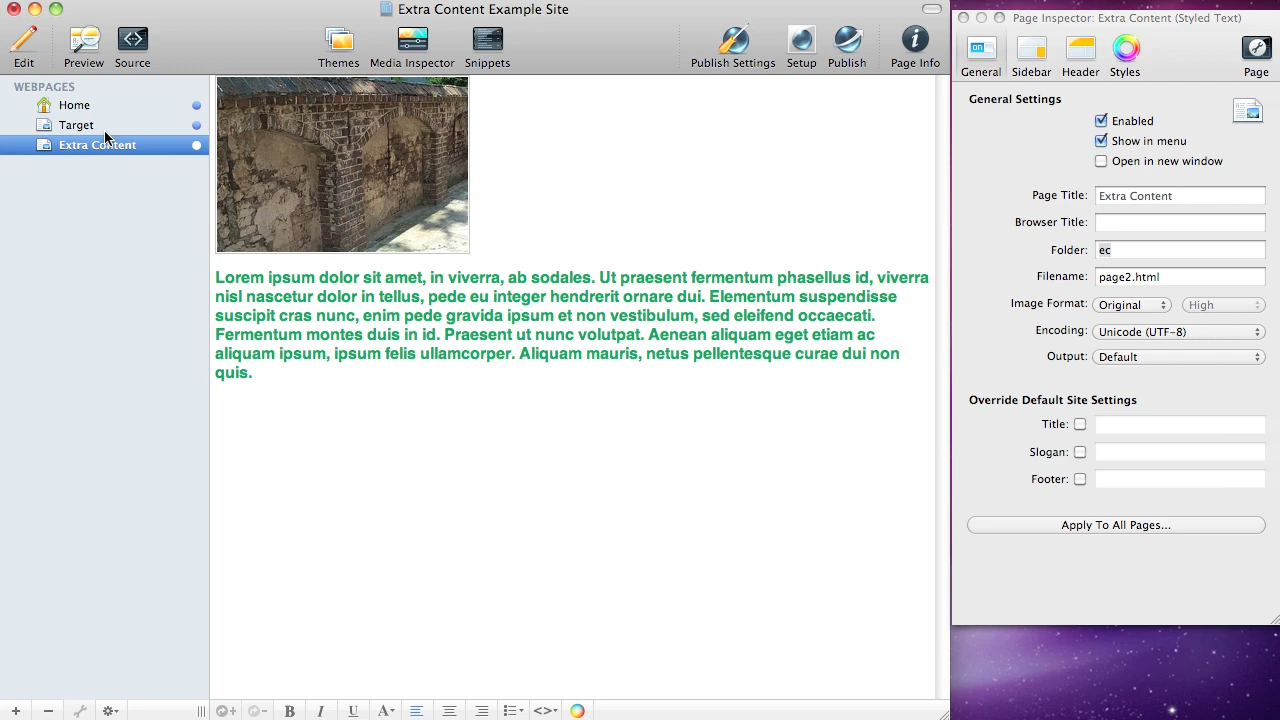 Extra Content Example Site
Edit Preview Source Themes Media Inspector Snippets Publish Settings Setup Publish Page Info
WEBPAGES
Home
Target
Extra Content
Lorem ipsum dolor sit amet, in viverra, ab sodales. Ut praesent fermentum phasellus id, viverra
nisl nascetur dolor in tellus, pede eu integer hendrerit ornare dui. Elementum suspendisse
suscipit cras nunc, enim pede gravida ipsum et non vestibulum, sed eleifend occaecati.
Fermentum montes duis in id. Praesent ut nunc volutpat. Aenean aliquam eget etiam ac
aliquam ipsum, ipsum felis ullamcorper. Aliquam mauris, netus pellentesque curae dui non
quis.
B I U A
Page Inspector: Extra Content (Styled Text)
on
General Sidebar Header Styles Page
General Settings
Enabled
Show in menu
Open in new window
Page Title: Extra Content
Browser Title:
Folder: ec
Filename: page2.html
Image Format: Original High
Encoding: Unicode (UTF-8)
Output: Default
Override Default Site Settings
Title:
Slogan:
Footer:
Apply To All Pages...